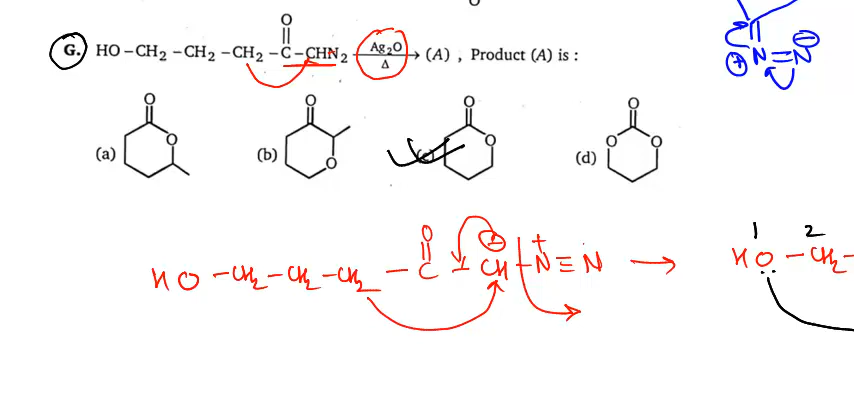 G. HO–CH₂–CH₂–CH₂–C–CHN₂ Ag₂O/Δ → (A) , Product (A) is :
O
⊕ N=N ⊖
O
O
(a)
O
O
(b)
O
O
O
O
O
(d)
1 2
HO –CH₂–CH₂–CH₂ – C – CH – N ≡ N →
O
+
HO – CH₂–